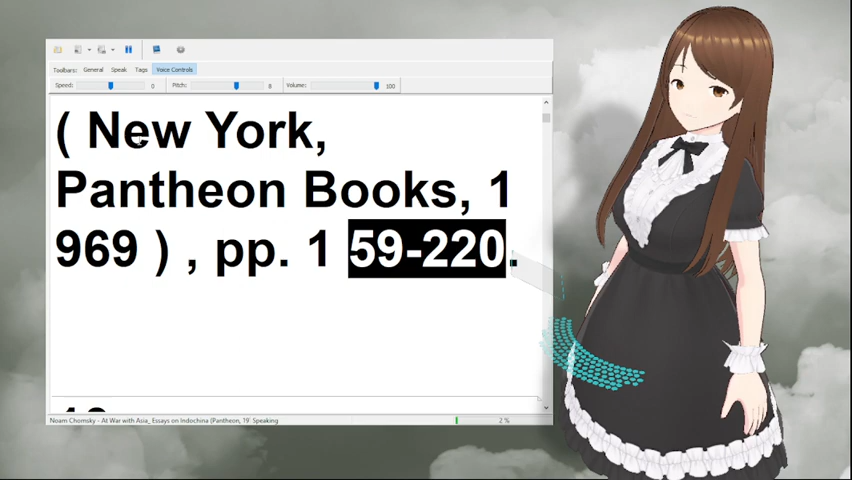 Toolbars: General Speak Tags Voice Controls
Speed: 0 Pitch: 8 Volume: 100
( New York,
Pantheon Books, 1
969 ) , pp. 1 59-220.
Noam Chomsky - At War with Asia_ Essays on Indochina (Pantheon, 19 Speaking 2 %